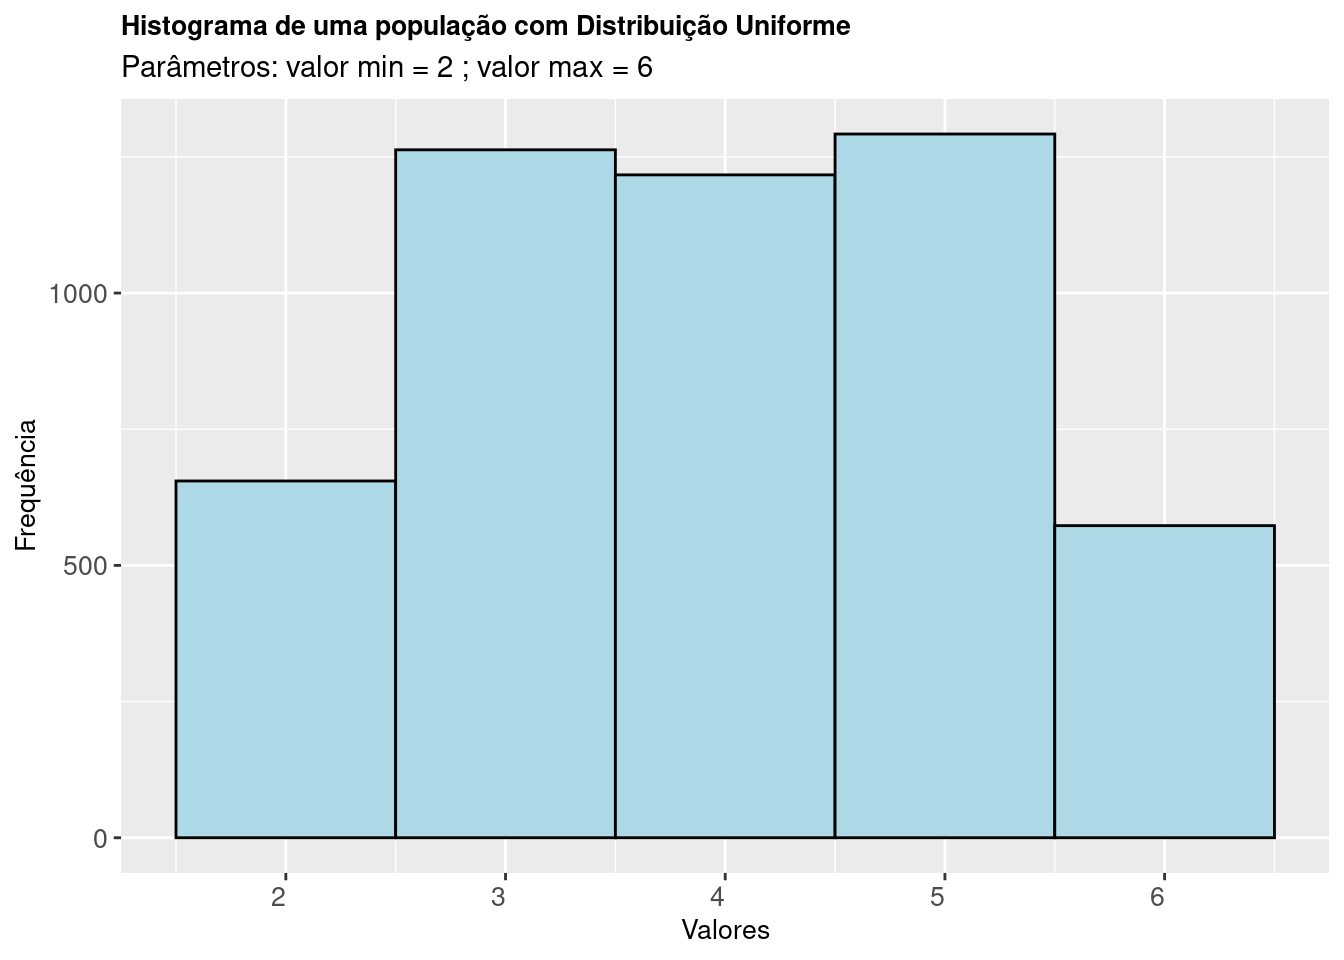 Histograma de uma população com Distribuição Uniforme
Parâmetros: valor min = 2 ; valor max = 6
1000
500
0
Frequência
2 3 4 5 6
Valores